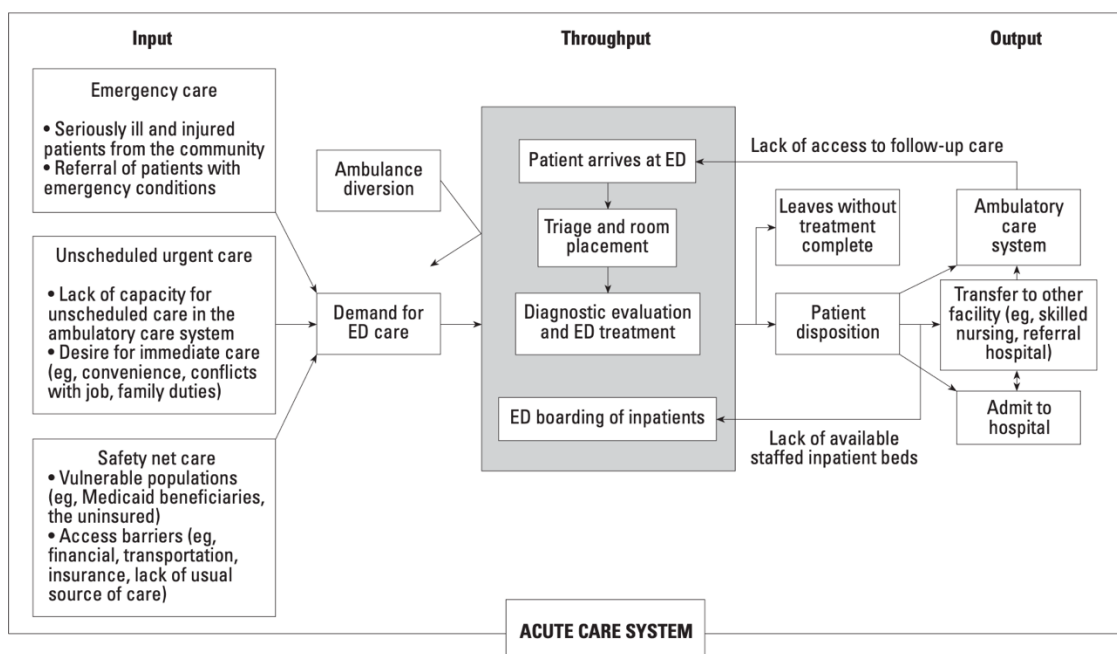 Input
Throughput
Output
Emergency care
• Seriously ill and injured
patients from the community
• Referral of patients with
emergency conditions
Unscheduled urgent care
• Lack of capacity for
unscheduled care in the
ambulatory care system
• Desire for immediate care
(eg, convenience, conflicts
with job, family duties)
Safety net care
• Vulnerable populations
(eg, Medicaid beneficiaries,
the uninsured)
• Access barriers (eg,
financial, transportation,
insurance, lack of usual
source of care)
Ambulance
diversion
Demand for
ED care
Patient arrives at ED
Triage and room
placement
Diagnostic evaluation
and ED treatment
ED boarding of inpatients
Lack of access to follow-up care
Leaves without
treatment
complete
Patient
disposition
Lack of available
staffed inpatient beds
Ambulatory
care
system
Transfer to other
facility (eg, skilled
nursing, referral
hospital)
Admit to
hospital
ACUTE CARE SYSTEM